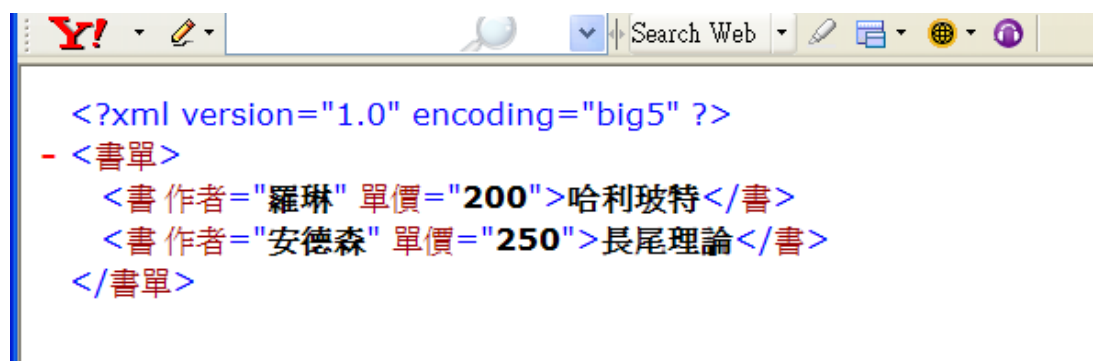 Y! Search Web
<?xml version="1.0" encoding="big5" ?>
- <書單>
<書 作者="羅琳" 單價="200">哈利玻特</書>
<書 作者="安德森" 單價="250">長尾理論</書>
</書單>